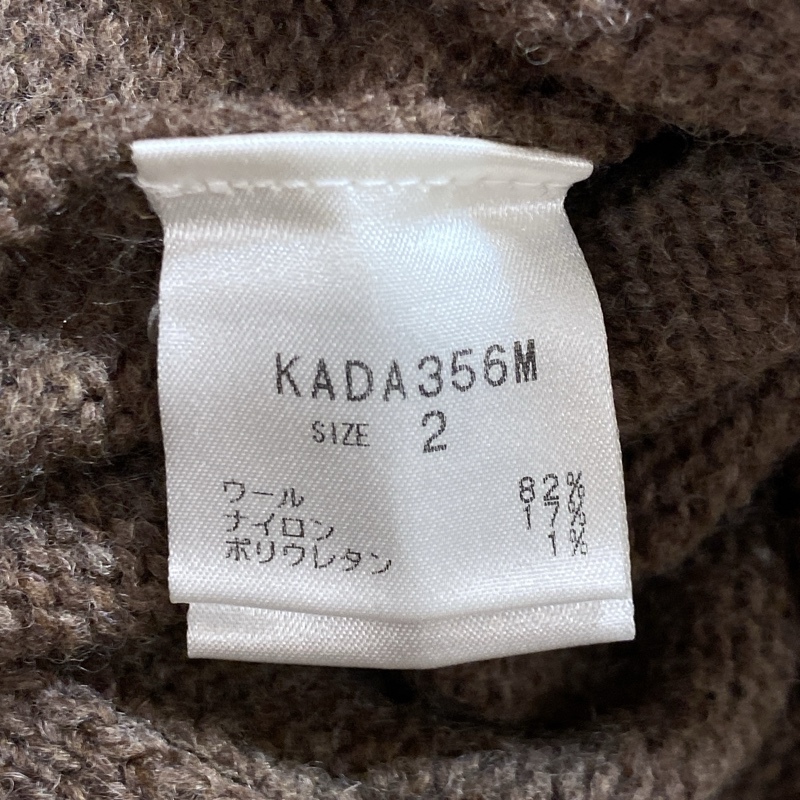 KADA356M
SIZE 2
ウール 82%
ナイロン 17%
ポリウレタン 1%